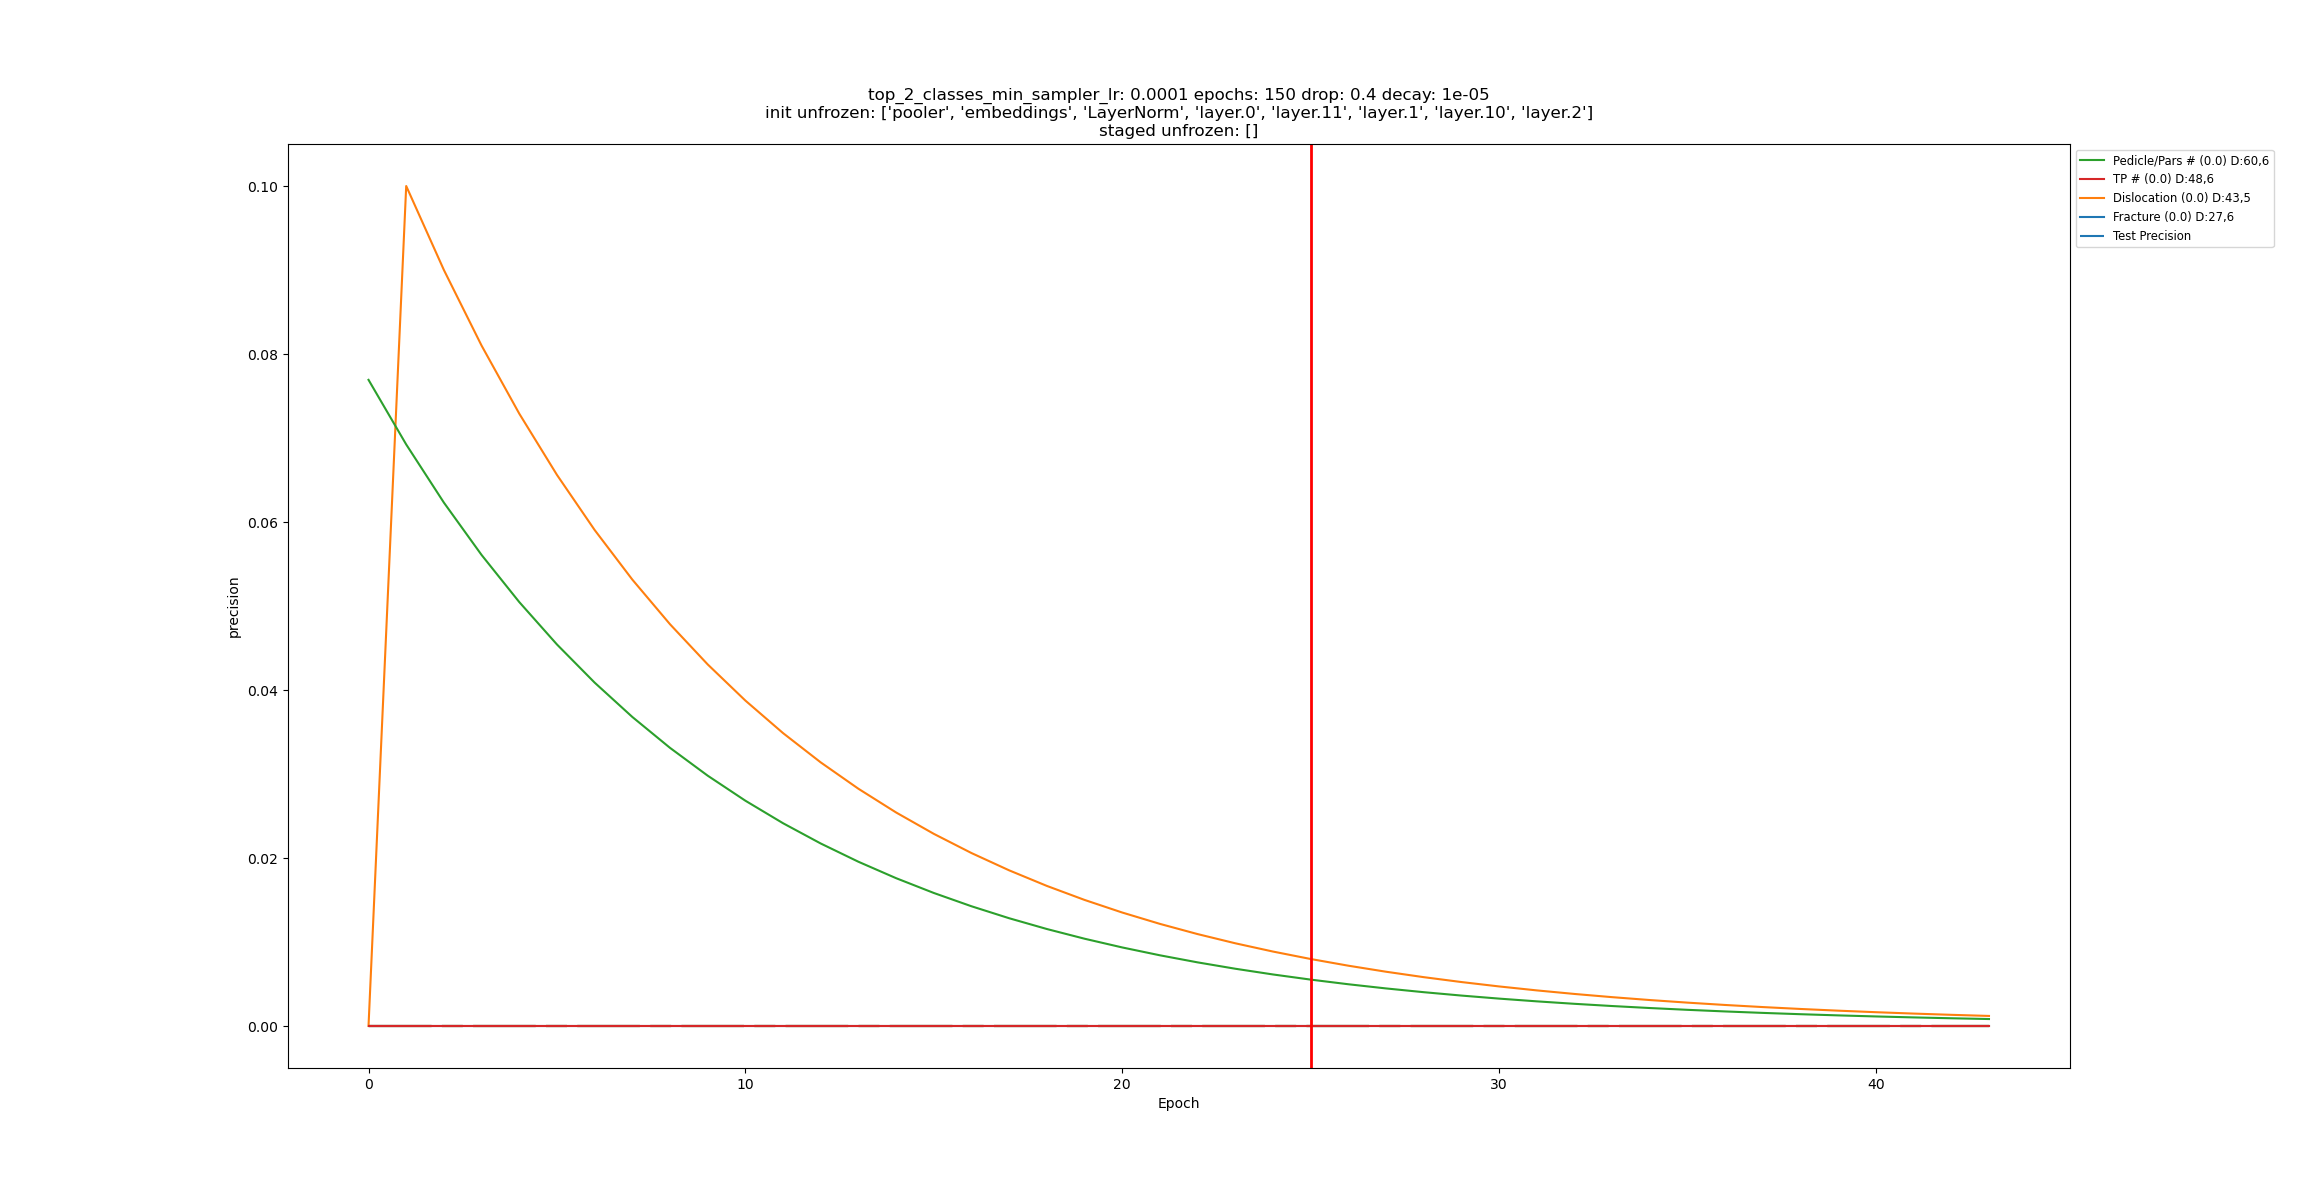 top_2_classes_min_sampler_lr: 0.0001 epochs: 150 drop: 0.4 decay: 1e-05
init unfrozen: ['pooler', 'embeddings', 'LayerNorm', 'layer.0', 'layer.11', 'layer.1', 'layer.10', 'layer.2']
staged unfrozen: []
Pedicle/Pars # (0.0) D:60,6
TP # (0.0) D:48,6
Dislocation (0.0) D:43,5
Fracture (0.0) D:27,6
Test Precision
0.10
0.08
0.06
0.04
0.02
0.00
precision
0 10 20 30 40
Epoch